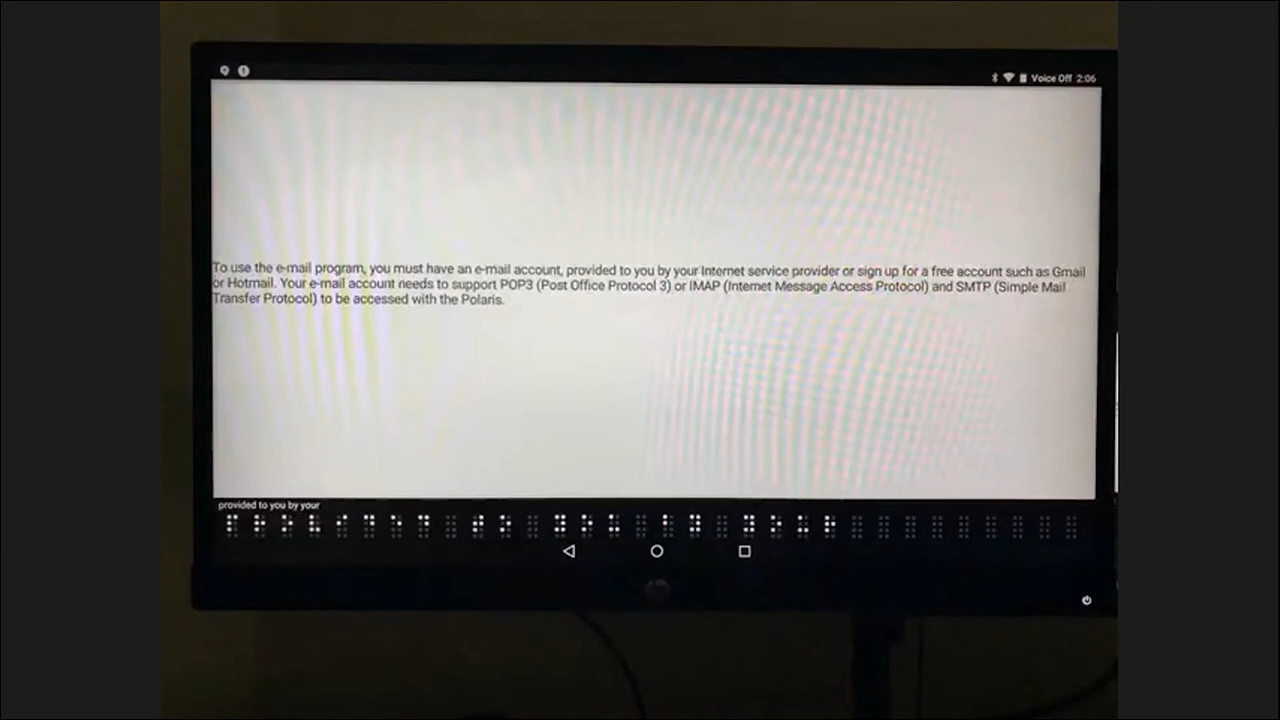 Voice Off 2:06
To use the e-mail program, you must have an e-mail account, provided to you by your Internet service provider or sign up for a free account such as Gmail
or Hotmail. Your e-mail account needs to support POP3 (Post Office Protocol 3) or IMAP (Internet Message Access Protocol) and SMTP (Simple Mail
Transfer Protocol) to be accessed with the Polaris.
provided to you by your